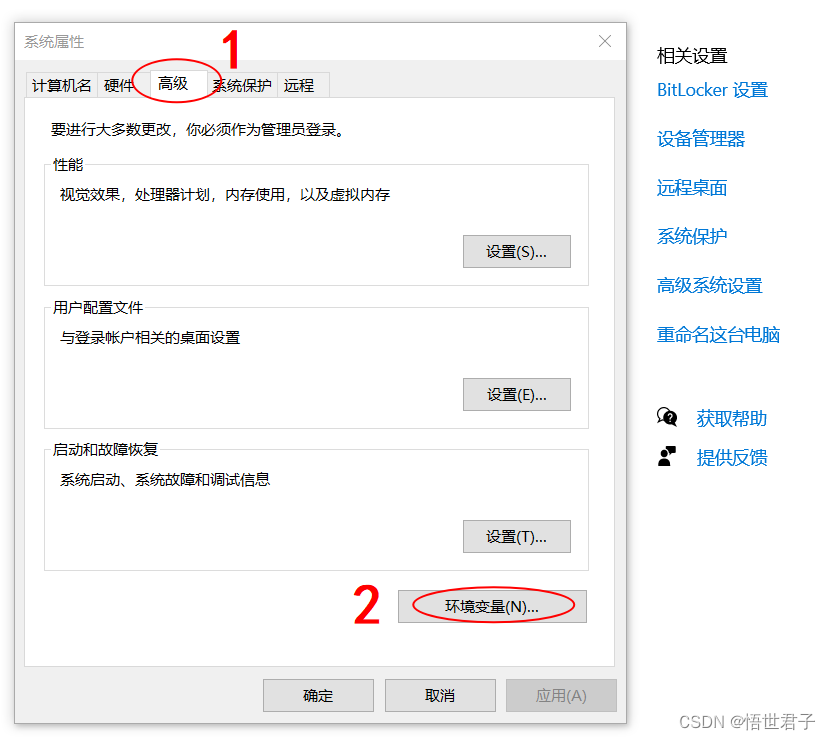 系统属性
1
计算机名 硬件 高级 系统保护 远程
要进行大多数更改，你必须作为管理员登录。
性能
视觉效果，处理器计划，内存使用，以及虚拟内存
设置(S)...
用户配置文件
与登录帐户相关的桌面设置
设置(E)...
启动和故障恢复
系统启动、系统故障和调试信息
设置(T)...
2
环境变量(N)...
确定 取消 应用(A)
相关设置
BitLocker 设置
设备管理器
远程桌面
系统保护
高级系统设置
重命名这台电脑
获取帮助
提供反馈
CSDN @悟世君子